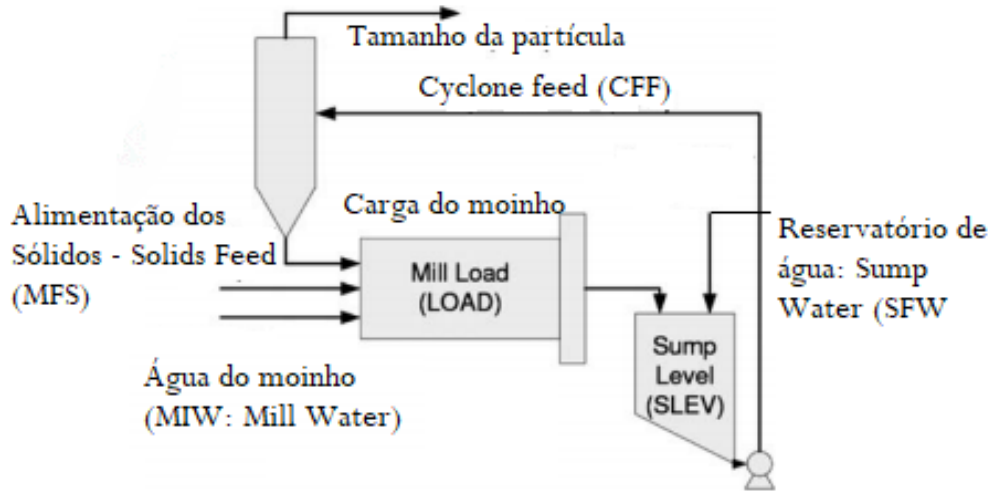 Tamanho da partícula
Cyclone feed (CFF)
Alimentação dos
Sólidos - Solids Feed
(MFS)
Carga do moinho
Mill Load
(LOAD)
Reservatório de
água: Sump
Water (SFW
Sump
Level
(SLEV)
Água do moinho
(MIW: Mill Water)